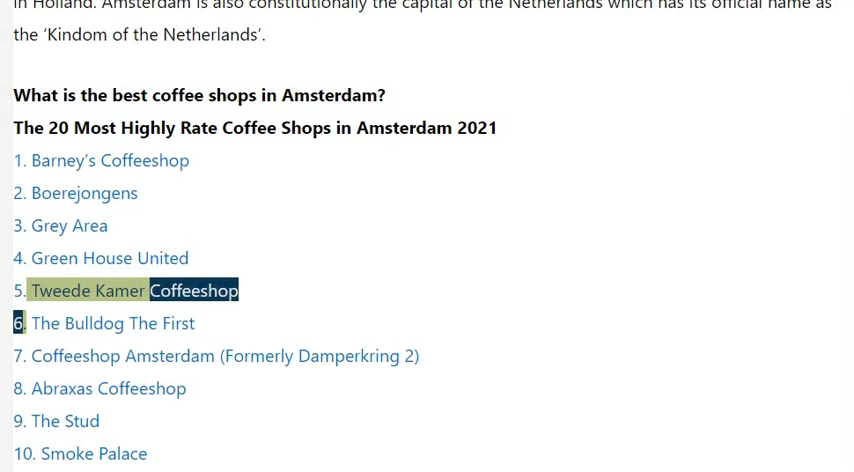 in Holland. Amsterdam is also constitutionally the capital of the Netherlands which has its official name as
the ‘Kindom of the Netherlands’.
What is the best coffee shops in Amsterdam?
The 20 Most Highly Rate Coffee Shops in Amsterdam 2021
1. Barney’s Coffeeshop
2. Boerejongens
3. Grey Area
4. Green House United
5. Tweede Kamer Coffeeshop
6. The Bulldog The First
7. Coffeeshop Amsterdam (Formerly Damperkring 2)
8. Abraxas Coffeeshop
9. The Stud
10. Smoke Palace